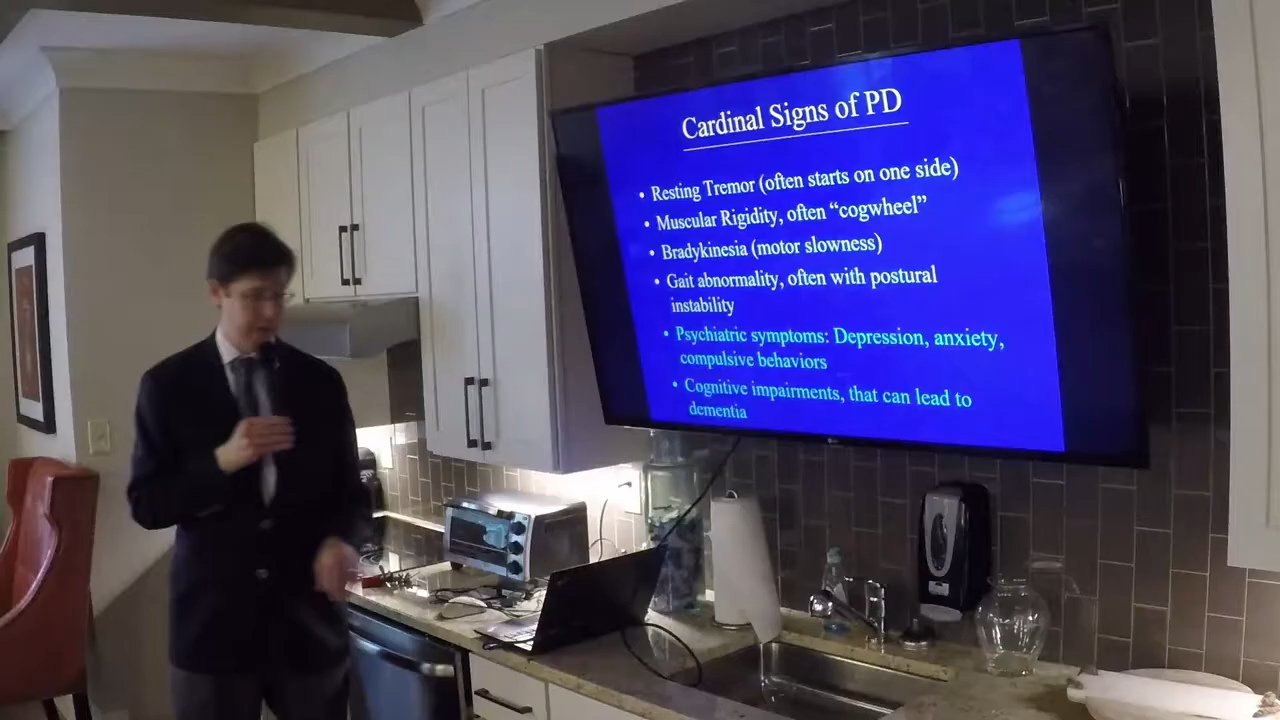 Cardinal Signs of PD
• Resting Tremor (often starts on one side)
• Muscular Rigidity, often “cogwheel”
• Bradykinesia (motor slowness)
• Gait abnormality, often with postural
instability
• Psychiatric symptoms: Depression, anxiety,
compulsive behaviors
• Cognitive impairments, that can lead to
dementia